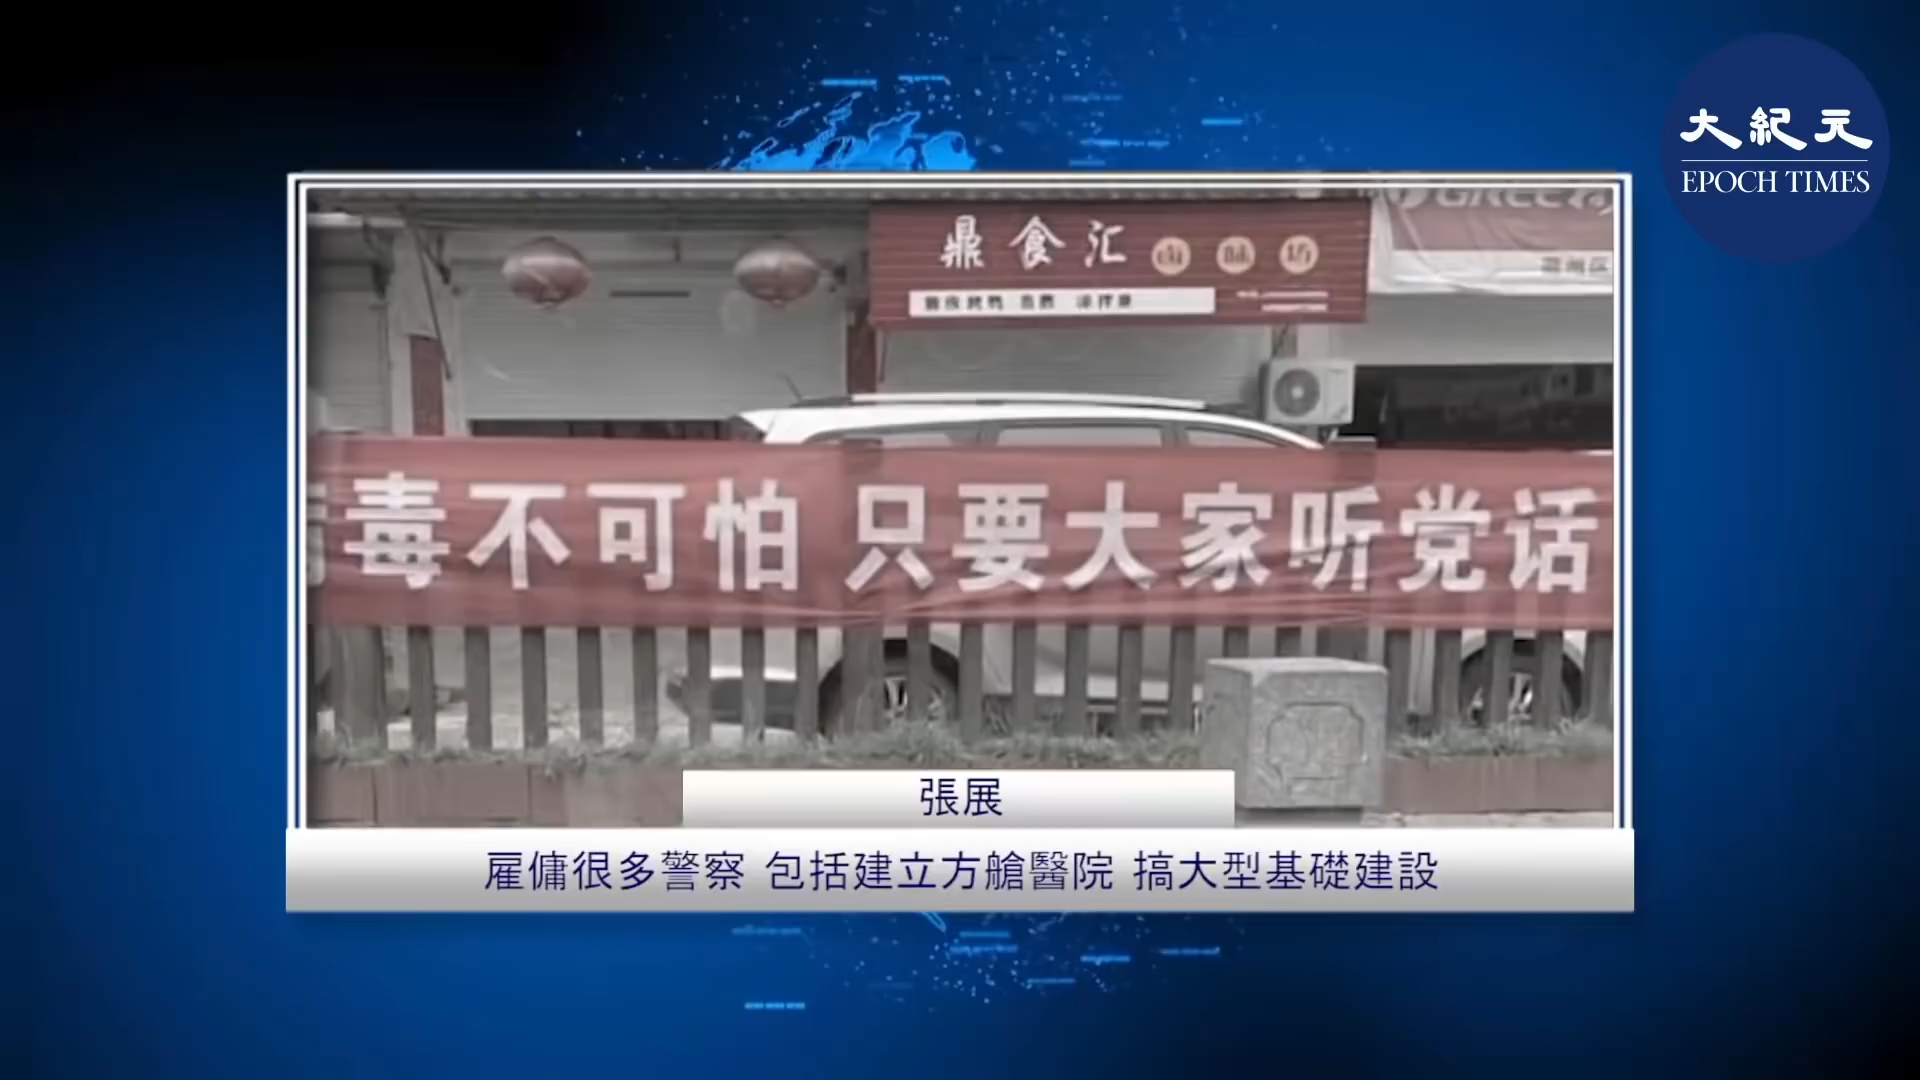 大紀元
EPOCH TIMES
鼎食汇
毒不可怕 只要大家听党话
張展
雇傭很多警察 包括建立方艙醫院 搞大型基礎建設